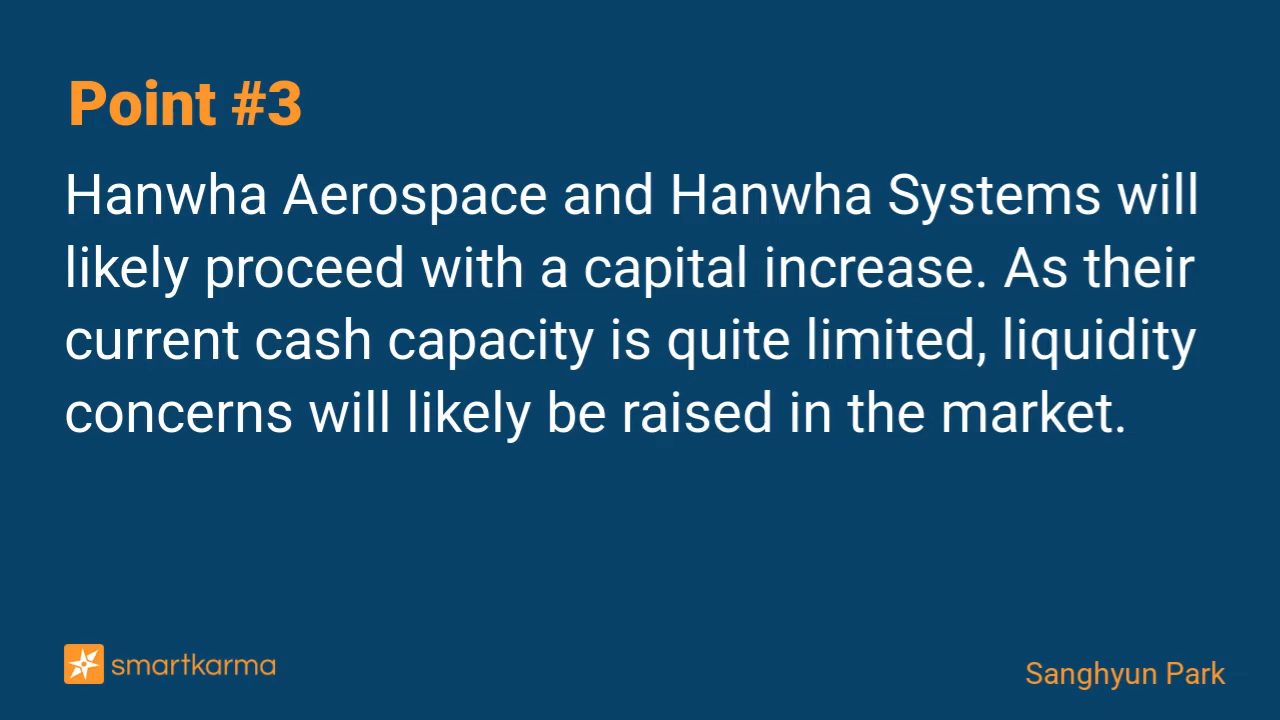 Point #3
Hanwha Aerospace and Hanwha Systems will
likely proceed with a capital increase. As their
current cash capacity is quite limited, liquidity
concerns will likely be raised in the market.
smartkarma
Sanghyun Park